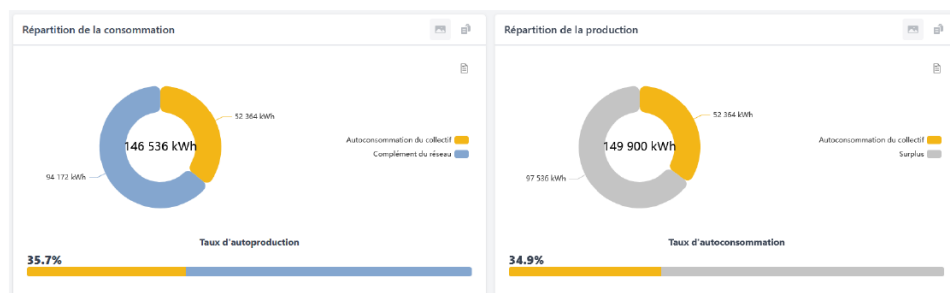 Répartition de la consommation
52 364 kWh
146 536 kWh
Autoconsommation du collectif
Complément du réseau
94 172 kWh
Taux d'autoproduction
35.7%
Répartition de la production
52 364 kWh
149 900 kWh
Autoconsommation du collectif
Surplus
97 536 kWh
Taux d'autoconsommation
34.9%